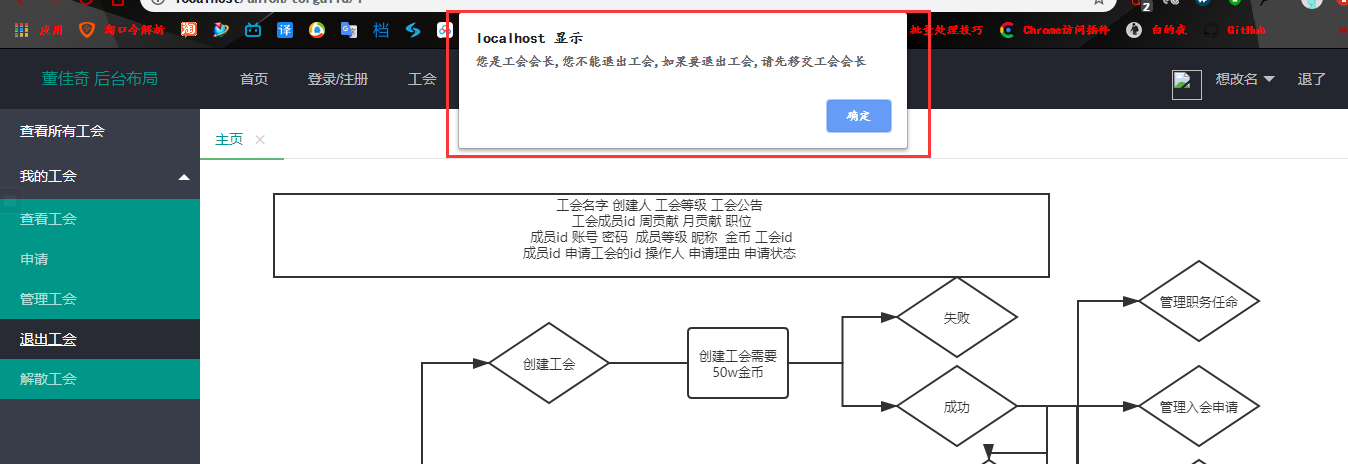 应用 淘口令解析 淘 译 档 批量处理技巧 Chrome访问插件 白的夜 GitHub
2
localhost 显示
您是工会会长,您不能退出工会,如果要退出工会,请先移交工会会长
确定
董佳奇 后台布局 首页 登录/注册 工会 想改名 退了
查看所有工会
我的工会
查看工会
申请
管理工会
退出工会
解散工会
主页
工会名字 创建人 工会等级 工会公告
工会成员id 周贡献 月贡献 职位
成员id 账号 密码 成员等级 昵称 金币 工会id
成员id 申请工会的id 操作人 申请理由 申请状态
创建工会
创建工会需要
50w金币
失败
成功
管理职务任命
管理入会申请